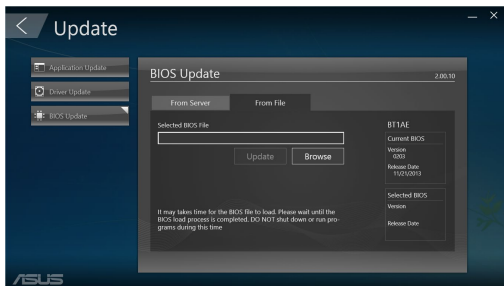 Update
Application Update
Driver Update
BIOS Update
BIOS Update
2.00.10
From Server
From File
Selected BIOS File
Update
Browse
It may takes time for the BIOS file to load. Please wait until the
BIOS load process is completed. DO NOT shut down or run pro-
grams during this time
BT1AE
Current BIOS
Version
0203
Release Date
11/21/2013
Selected BIOS
Version
Release Date
ASUS